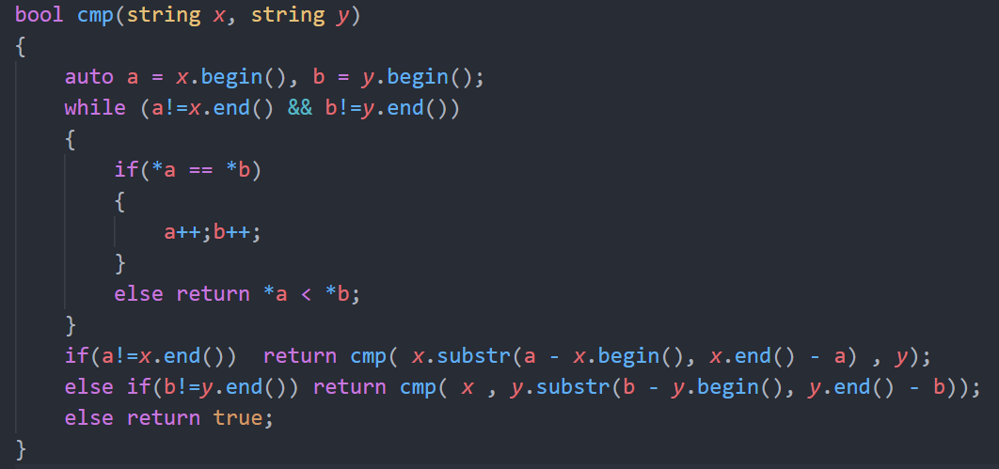 bool cmp(string x, string y)
{
    auto a = x.begin(), b = y.begin();
    while (a!=x.end() && b!=y.end())
    {
        if(*a == *b)
        {
            a++;b++;
        }
        else return *a < *b;
    }
    if(a!=x.end())  return cmp( x.substr(a - x.begin(), x.end() - a) , y);
    else if(b!=y.end()) return cmp( x , y.substr(b - y.begin(), y.end() - b));
    else return true;
}